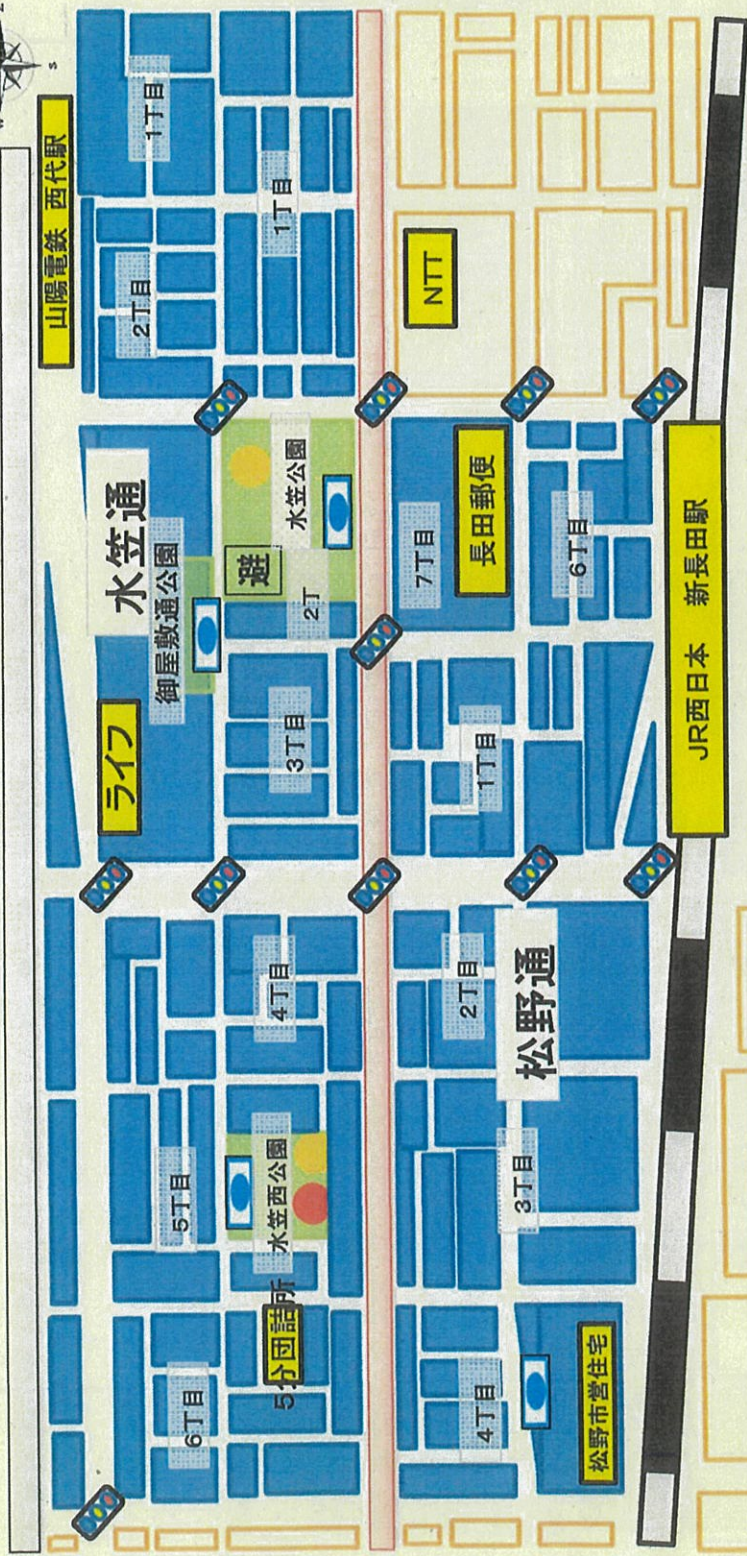 山陽電鉄 西代駅
S
1丁目
2丁目
1丁目
NTT
水笠通
御屋敷通公園
ライフ
避
水笠公園
2丁
3丁目
7丁目
長田郵便
6丁目
1丁目
JR西日本 新長田駅
4丁目
5丁目
水笠西公園
6丁目
5分団詰所
2丁目
松野通
3丁目
4丁目
松野市営住宅